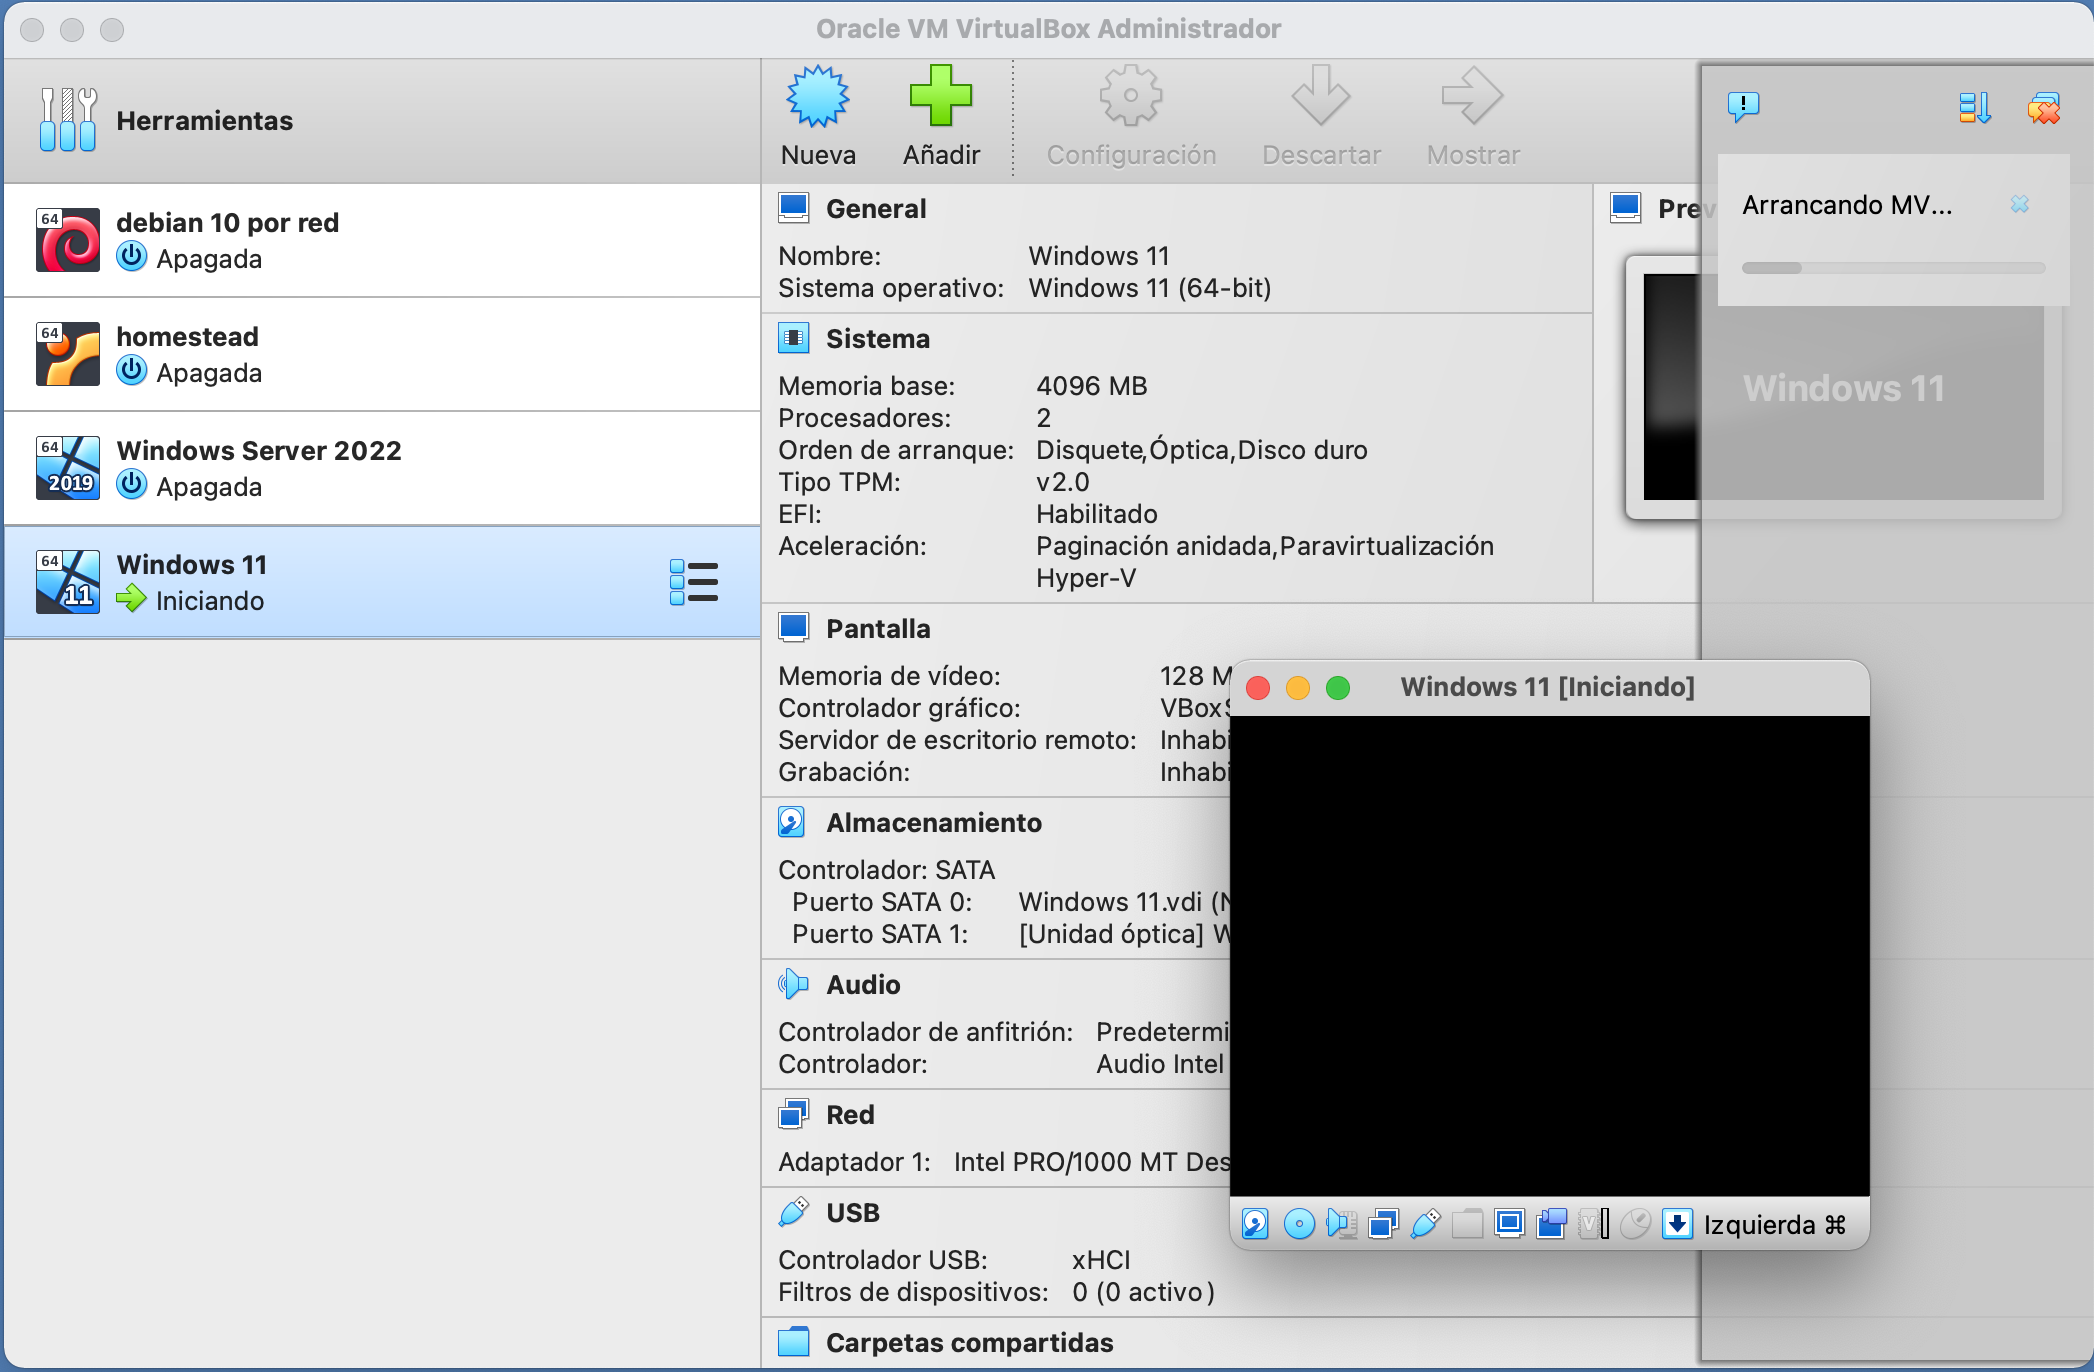 Oracle VM VirtualBox Administrador
Herramientas
Nueva
Añadir
Configuración
Descartar
Mostrar
64
debian 10 por red
Apagada
64
homestead
Apagada
64
2019
Windows Server 2022
Apagada
64
11
Windows 11
Iniciando
General
Nombre: Windows 11
Sistema operativo: Windows 11 (64-bit)
Sistema
Memoria base: 4096 MB
Procesadores: 2
Orden de arranque: Disquete,Óptica,Disco duro
Tipo TPM: v2.0
EFI: Habilitado
Aceleración: Paginación anidada,Paravirtualización
Hyper-V
Pantalla
Memoria de vídeo: 128 M
Controlador gráfico: VBoxS
Servidor de escritorio remoto: Inhabi
Grabación: Inhabi
Almacenamiento
Controlador: SATA
Puerto SATA 0: Windows 11.vdi (N
Puerto SATA 1: [Unidad óptica] W
Audio
Controlador de anfitrión: Predetermi
Controlador: Audio Intel
Red
Adaptador 1: Intel PRO/1000 MT Des
USB
Controlador USB: xHCI
Filtros de dispositivos: 0 (0 activo)
Carpetas compartidas
Prev
Arrancando MV...
Windows 11
Windows 11 [Iniciando]
Izquierda ⌘